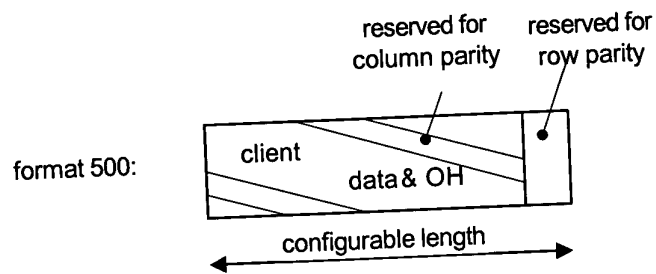 reserved for
column parity
reserved for
row parity
format 500:
client
data & OH
configurable length